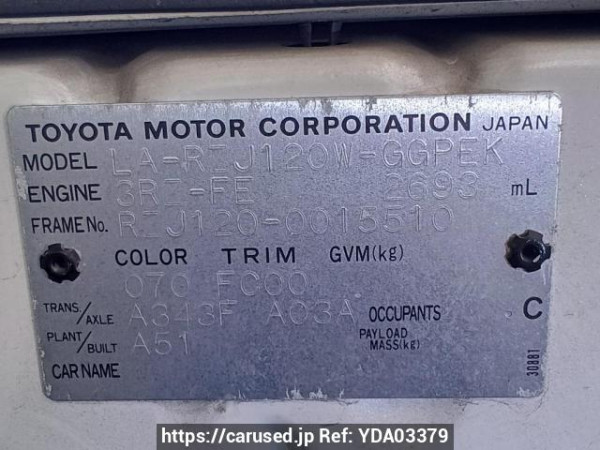 TOYOTA MOTOR CORPORATION JAPAN
MODEL LA-RZJ120W-GGPEK
ENGINE 3RZ-FE 2693 mL
FRAME No. RZJ120-0015510
COLOR TRIM GVM(kg)
070 FC00
TRANS./AXLE A343F A03A OCCUPANTS C
PLANT/BUILT A51 PAYLOAD MASS(kg)
CAR NAME
30881
https://carused.jp Ref: YDA03379